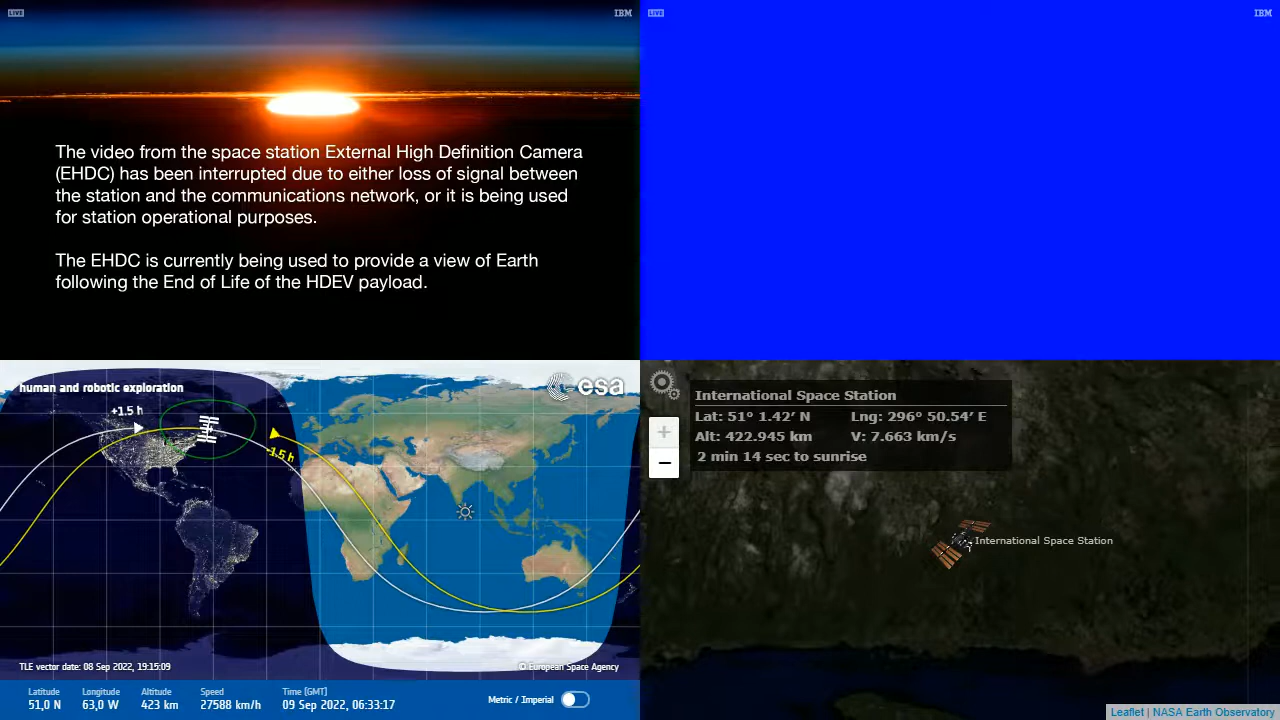 LIVE
IBM
The video from the space station External High Definition Camera
(EHDC) has been interrupted due to either loss of signal between
the station and the communications network, or it is being used
for station operational purposes.
The EHDC is currently being used to provide a view of Earth
following the End of Life of the HDEV payload.
LIVE
IBM
human and robotic exploration
esa
+1.5 h
-1.5 h
TLE vector date: 08 Sep 2022, 19:15:09
© European Space Agency
Latitude Longitude Altitude Speed Time (GMT)
51,0 N 63,0 W 423 km 27588 km/h 09 Sep 2022, 06:33:17
Metric / Imperial
+
−
International Space Station
Lat: 51° 1.42′ N Lng: 296° 50.54′ E
Alt: 422.945 km V: 7.663 km/s
2 min 14 sec to sunrise
International Space Station
Leaflet | NASA Earth Observatory